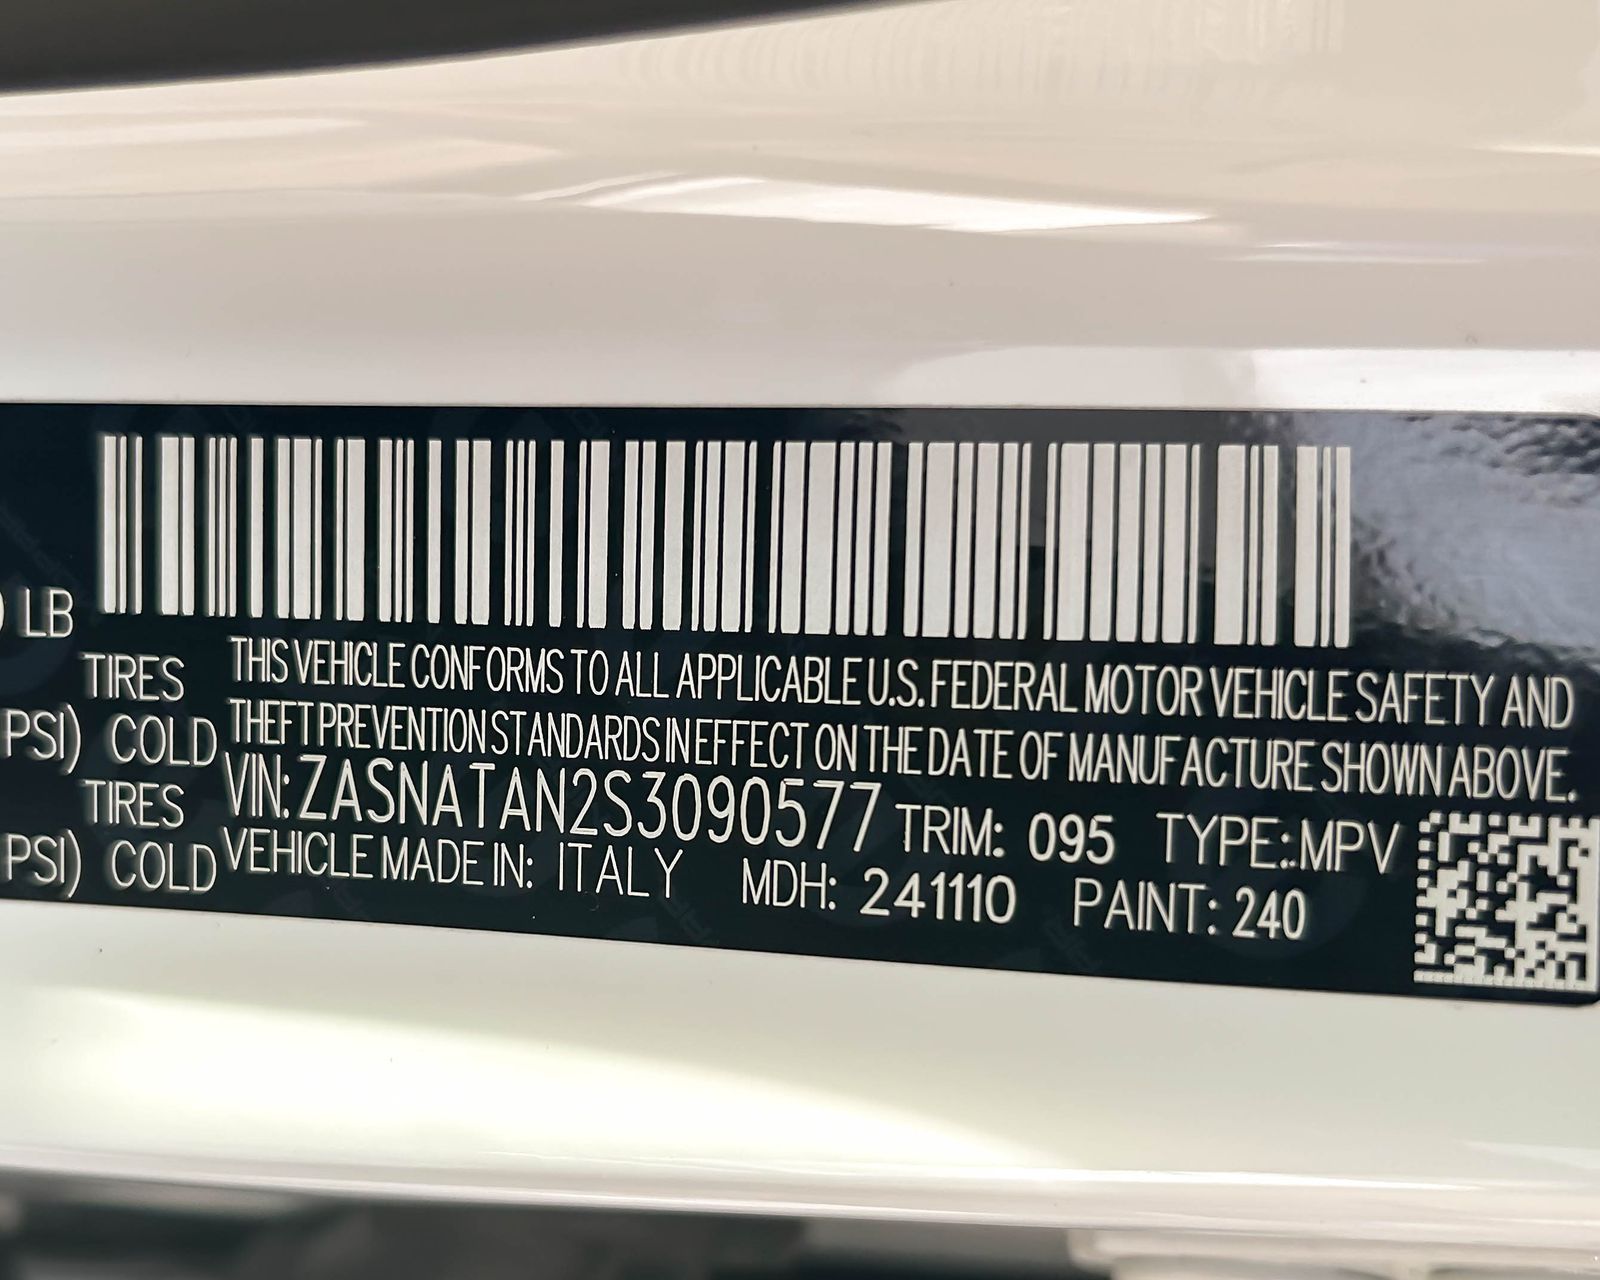 LB
THIS VEHICLE CONFORMS TO ALL APPLICABLE U.S. FEDERAL MOTOR VEHICLE SAFETY AND
TIRES
THEFT PREVENTION STANDARDS IN EFFECT ON THE DATE OF MANUFACTURE SHOWN ABOVE.
PSI) COLD
VIN: ZASNATAN2S3090577 TRIM: 095 TYPE: MPV
TIRES
VEHICLE MADE IN: ITALY MDH: 241110 PAINT: 240
PSI) COLD